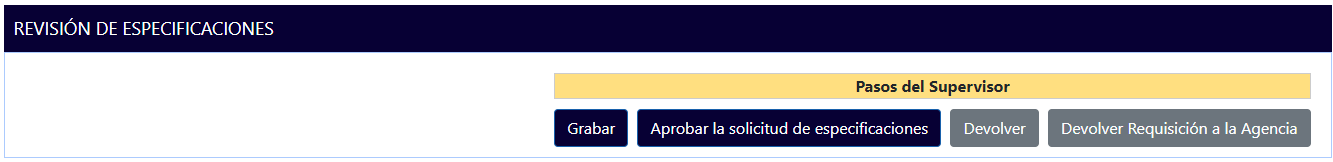 REVISIÓN DE ESPECIFICACIONES
Pasos del Supervisor
Grabar Aprobar la solicitud de especificaciones Devolver Devolver Requisición a la Agencia